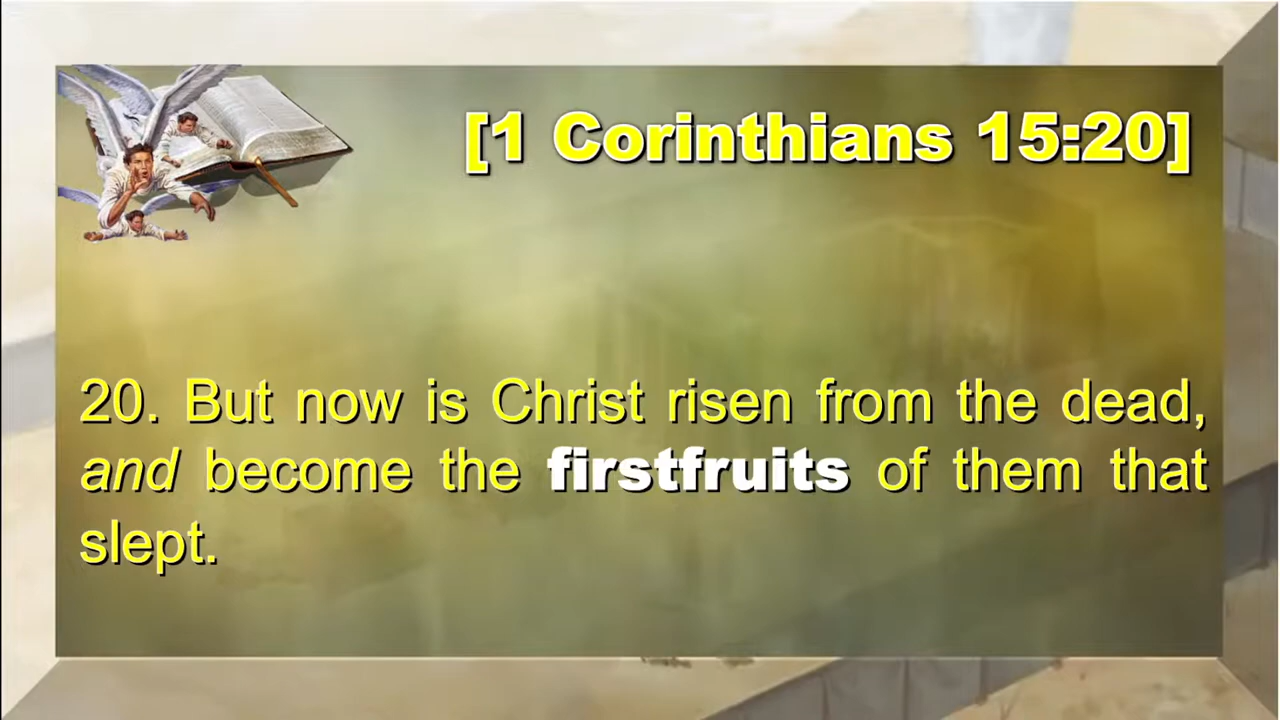 [1 Corinthians 15:20]
20. But now is Christ risen from the dead,
and become the firstfruits of them that
slept.